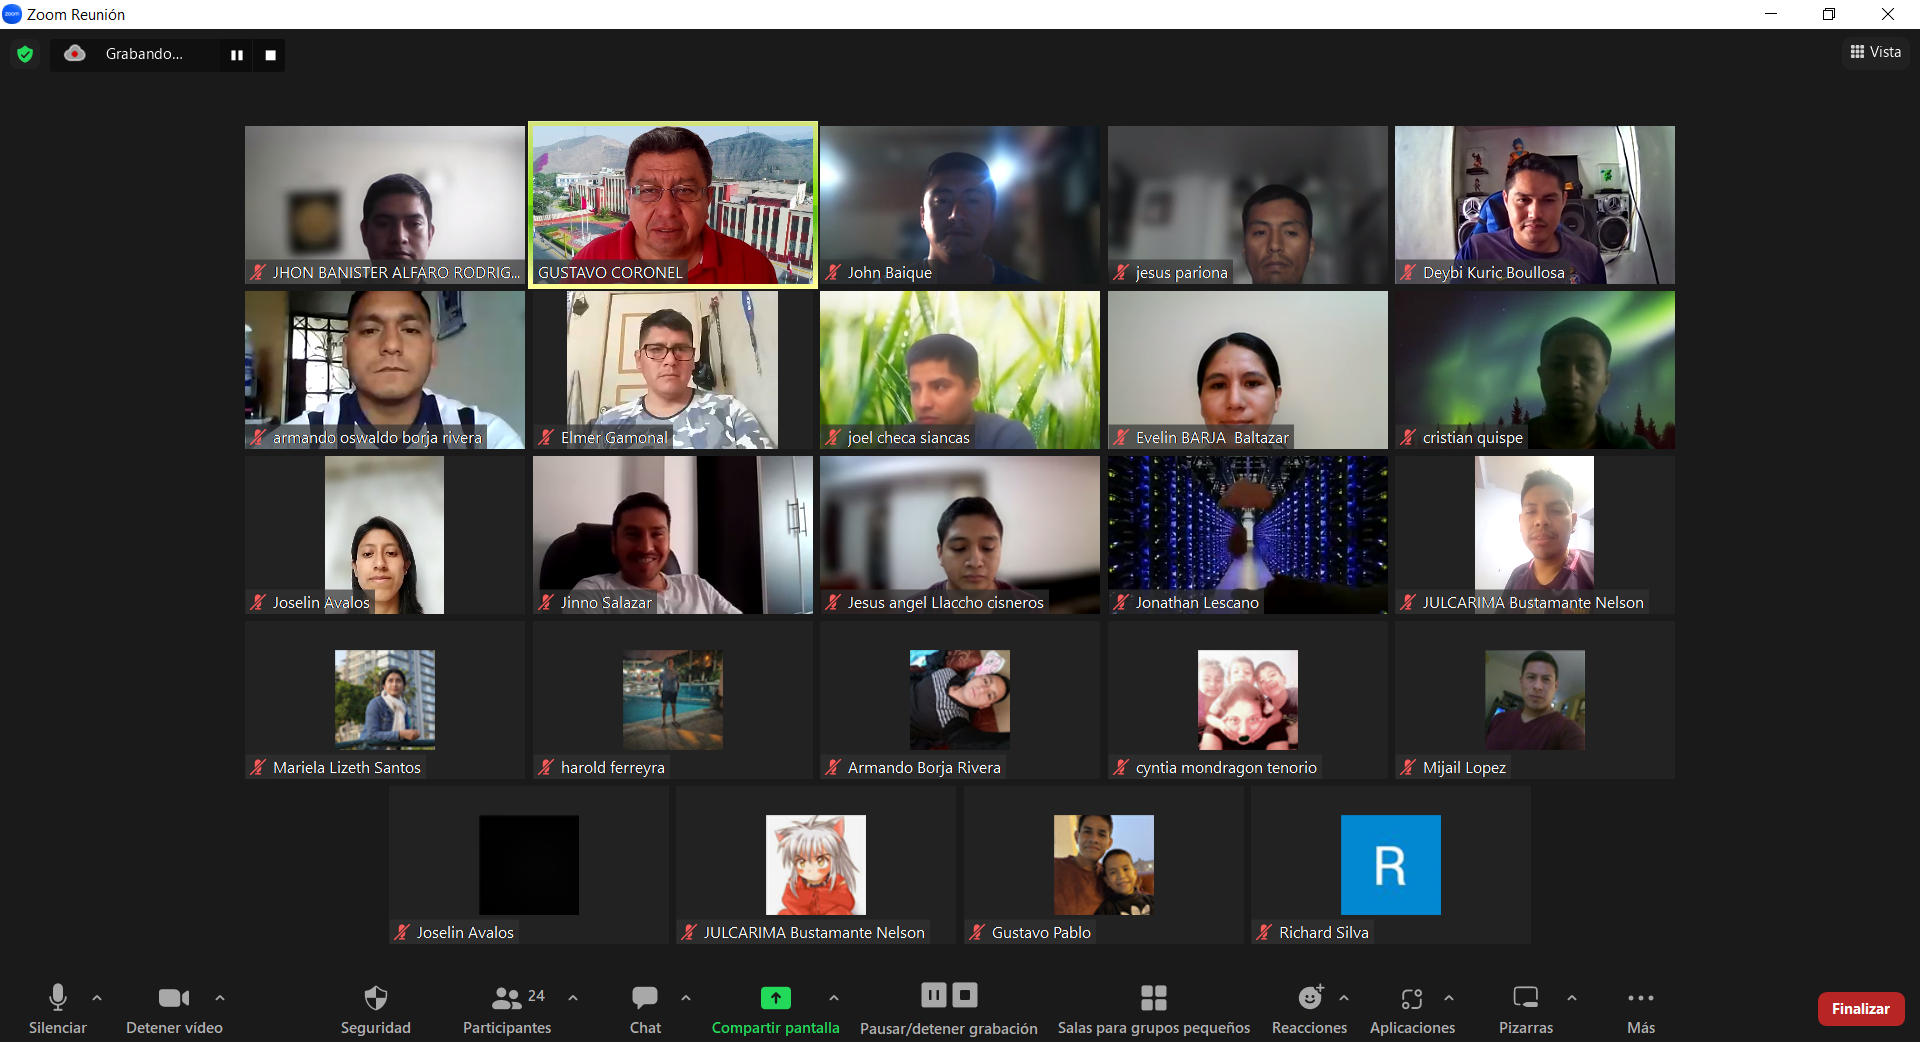 Zoom Reunión
Grabando...
Vista
JHON BANISTER ALFARO RODRIG...
GUSTAVO CORONEL
John Baique
jesus pariona
Deybi Kuric Boullosa
armando oswaldo borja rivera
Elmer Gamonal
joel checa siancas
Evelin BARJA Baltazar
cristian quispe
Joselin Avalos
Jinno Salazar
Jesus angel Llaccho cisneros
Jonathan Lescano
JULCARIMA Bustamante Nelson
Mariela Lizeth Santos
harold ferreyra
Armando Borja Rivera
cyntia mondragon tenorio
Mijail Lopez
Joselin Avalos
JULCARIMA Bustamante Nelson
Gustavo Pablo
R
Richard Silva
24
Silenciar
Detener vídeo
Seguridad
Participantes
Chat
Compartir pantalla
Pausar/detener grabación
Salas para grupos pequeños
Reacciones
Aplicaciones
Pizarras
Más
Finalizar